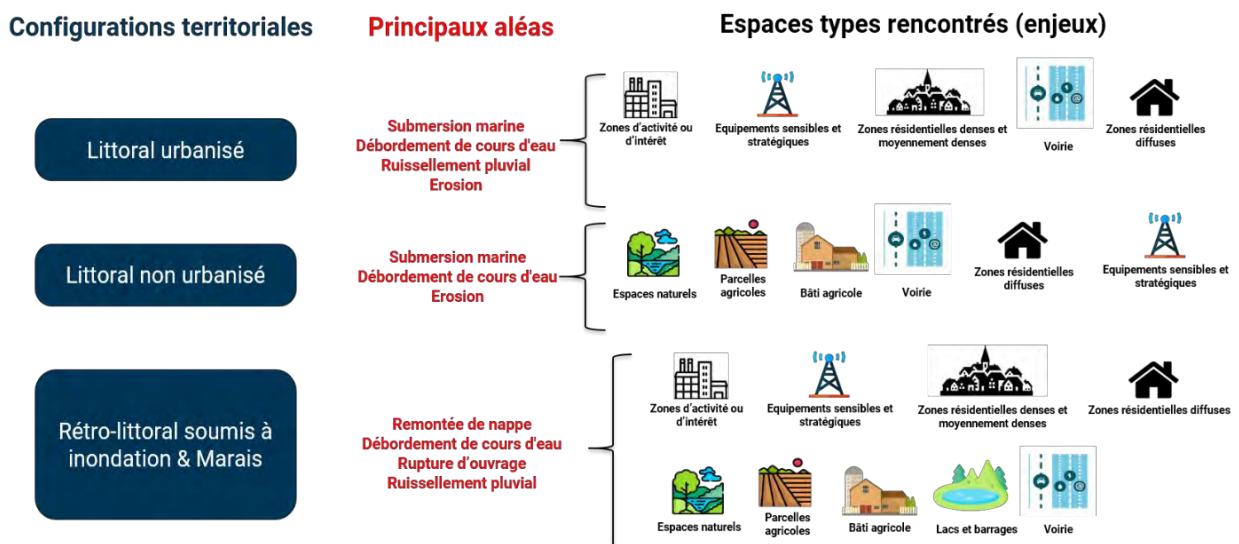 Configurations territoriales
Principaux aléas
Espaces types rencontrés (enjeux)
Littoral urbanisé
Submersion marine
Débordement de cours d'eau
Ruissellement pluvial
Erosion
Zones d'activité ou
d'intérêt
Equipements sensibles et
stratégiques
Zones résidentielles denses et
moyennement denses
Voirie
Zones résidentielles
diffuses
Littoral non urbanisé
Submersion marine
Débordement de cours d'eau
Erosion
Espaces naturels
Parcelles
agricoles
Bâti agricole
Voirie
Zones résidentielles
diffuses
Equipements sensibles et
stratégiques
Rétro-littoral soumis à
inondation & Marais
Remontée de nappe
Débordement de cours d'eau
Rupture d'ouvrage
Ruissellement pluvial
Zones d'activité ou
d'intérêt
Equipements sensibles et
stratégiques
Zones résidentielles denses et
moyennement denses
Zones résidentielles diffuses
Espaces naturels
Parcelles
agricoles
Bâti agricole
Lacs et barrages
Voirie